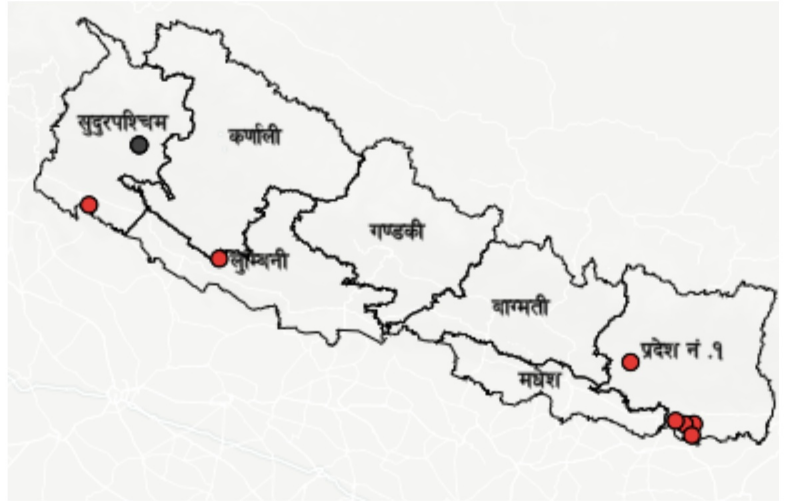 सुदुरपश्चिम
कर्णाली
गण्डकी
लुम्बिनी
बाग्मती
प्रदेश नं .१
मधेश